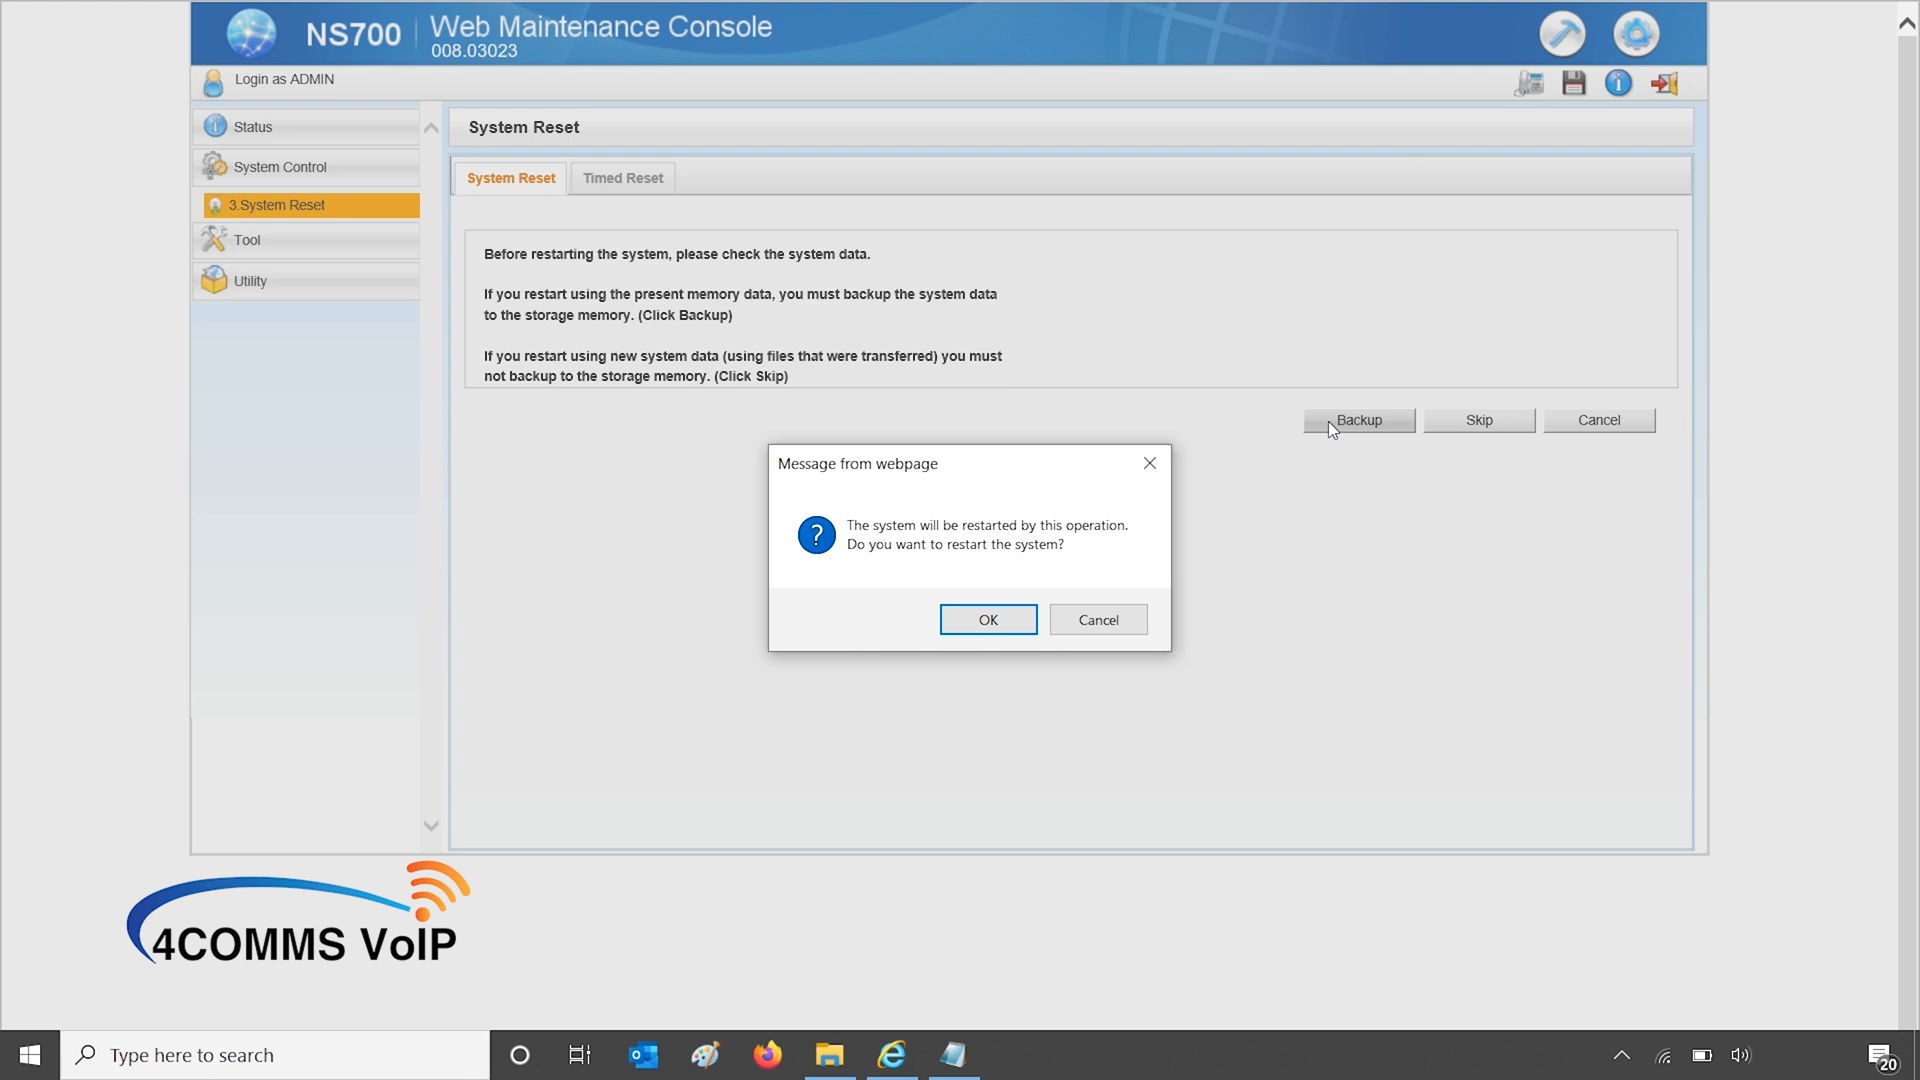 NS700
Web Maintenance Console
008.03023
Login as ADMIN
Status
System Control
3.System Reset
Tool
Utility
System Reset
System Reset
Timed Reset
Before restarting the system, please check the system data.
If you restart using the present memory data, you must backup the system data
to the storage memory. (Click Backup)
If you restart using new system data (using files that were transferred) you must
not backup to the storage memory. (Click Skip)
Backup
Skip
Cancel
Message from webpage
?
The system will be restarted by this operation.
Do you want to restart the system?
OK
Cancel
4COMMS VoIP
Type here to search
20